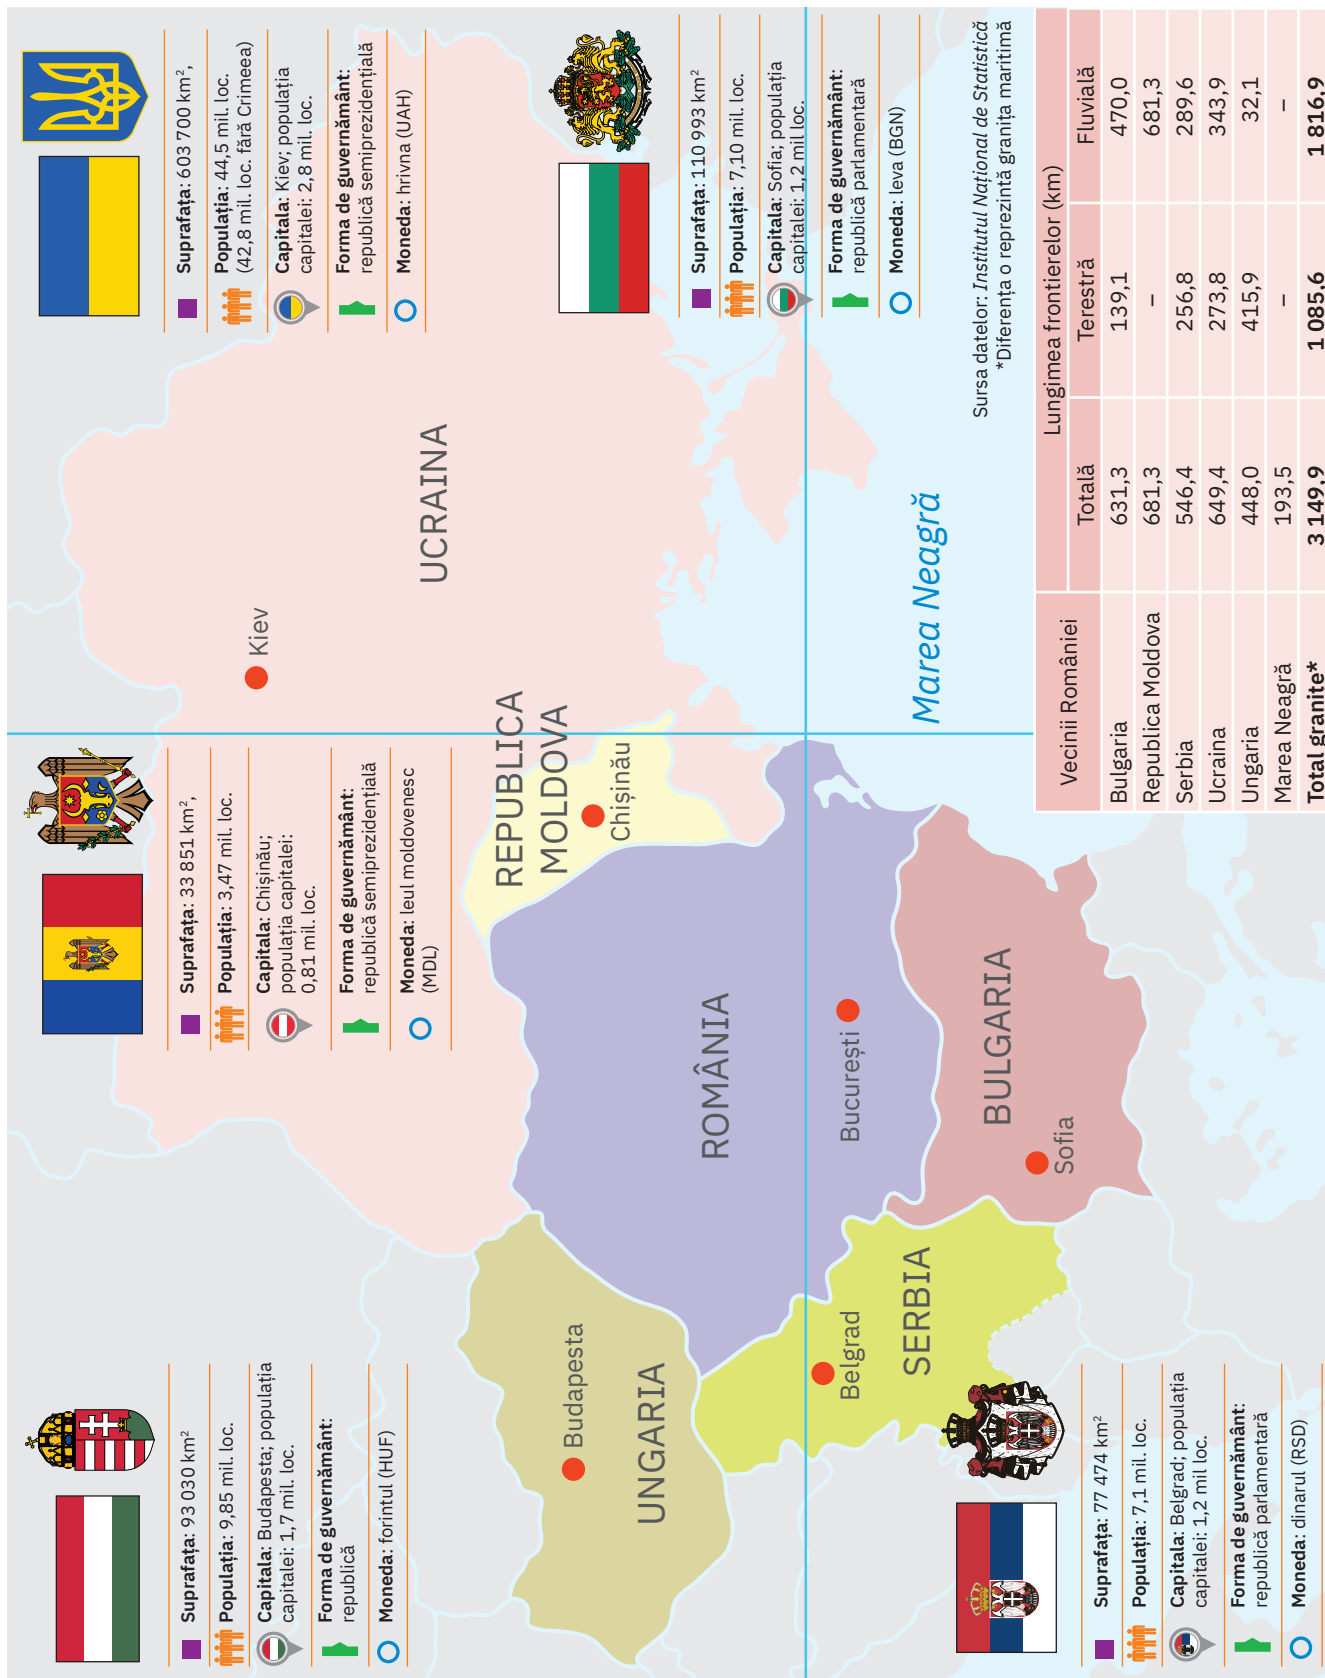 Suprafața: 93 030 km²
Populația: 9,85 mil. loc.
Capitala: Budapesta; populația
capitalei: 1,7 mil. loc.
Forma de guvernământ:
republică
Moneda: forintul (HUF)
Suprafața: 33 851 km²,
Populația: 3,47 mil. loc.
Capitala: Chișinău;
populația capitalei:
0,81 mil. loc.
Forma de guvernământ:
republică semiprezidențială
Moneda: leul moldovenesc
(MDL)
Suprafața: 603 700 km²,
Populația: 44,5 mil. loc.
(42,8 mil. loc. fără Crimeea)
Capitala: Kiev; populația
capitalei: 2,8 mil. loc.
Forma de guvernământ:
republică semiprezidențială
Moneda: hrivna (UAH)
Kiev
UCRAINA
REPUBLICA
MOLDOVA
Chișinău
Budapesta
UNGARIA
ROMÂNIA
București
Belgrad
SERBIA
BULGARIA
Sofia
Marea Neagră
Suprafața: 110 993 km²
Populația: 7,10 mil. loc.
Capitala: Sofia; populația
capitalei: 1,2 mil loc.
Forma de guvernământ:
republică parlamentară
Moneda: leva (BGN)
Suprafața: 77 474 km²
Populația: 7,1 mil. loc.
Capitala: Belgrad; populația
capitalei: 1,2 mil loc.
Forma de guvernământ:
republică parlamentară
Moneda: dinarul (RSD)
Sursa datelor: Institutul Național de Statistică
*Diferența o reprezintă granița maritimă
Vecinii României Lungimea frontierelor (km)
Totală Terestră Fluvială
Bulgaria 631,3 139,1 470,0
Republica Moldova 681,3 – 681,3
Serbia 546,4 256,8 289,6
Ucraina 649,4 273,8 343,9
Ungaria 448,0 415,9 32,1
Marea Neagră 193,5 – –
Total granițe* 3 149,9 1 085,6 1 816,9